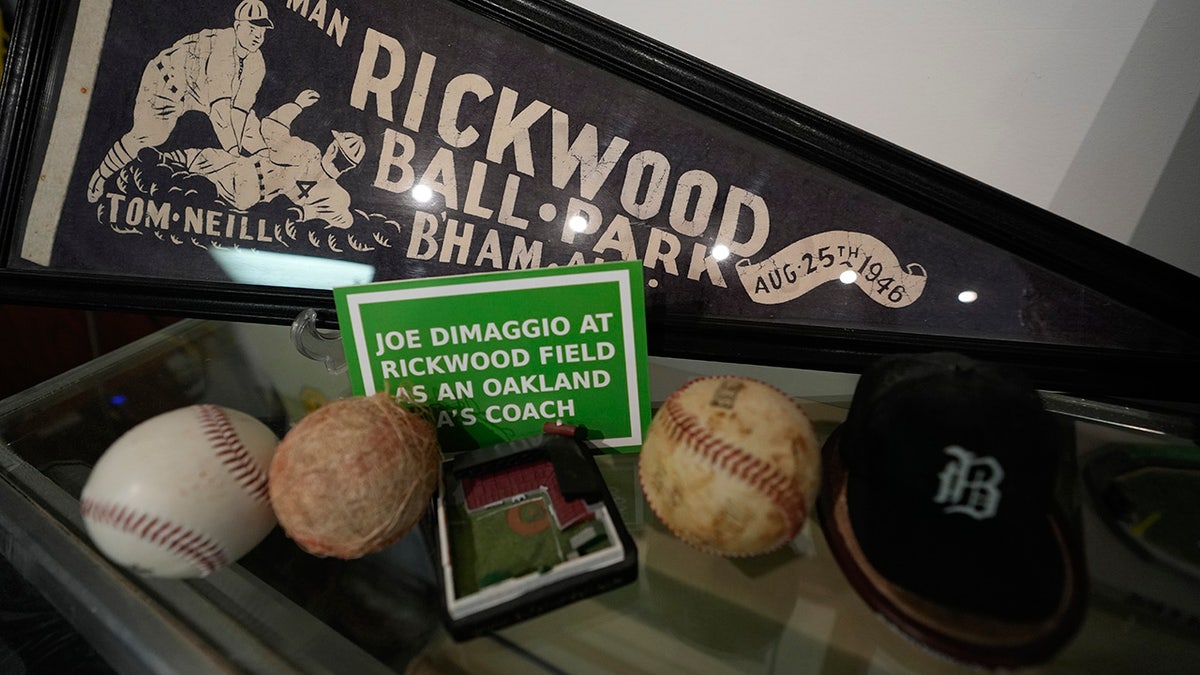 MAN
RICKWOOD
BALL·PARK
B'HAM·
TOM·NEILL
4
AUG·25TH·1946
JOE DIMAGGIO AT
RICKWOOD FIELD
AS AN OAKLAND
A'S COACH
B